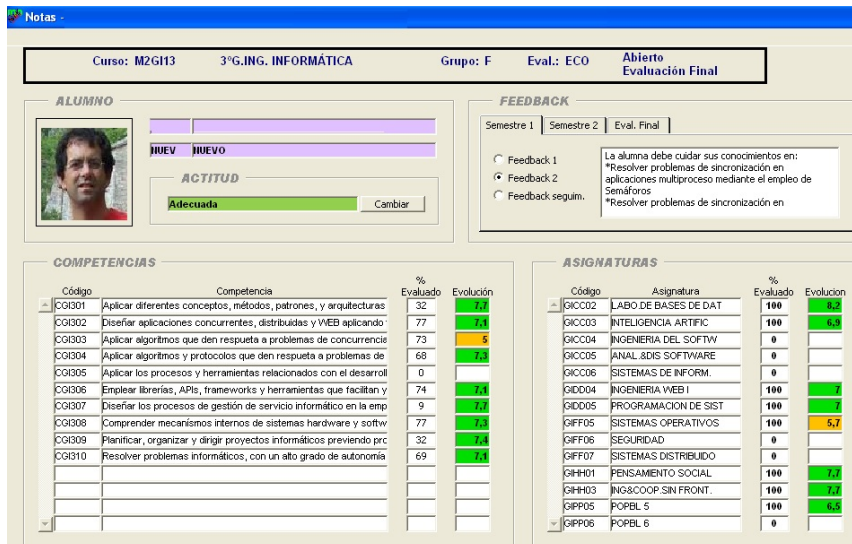 Notas -
Curso: M2GI13 3ºG.ING. INFORMÁTICA Grupo: F Eval.: ECO Abierto
Evaluación Final
ALUMNO
NUEV NUEVO
ACTITUD
Adecuada Cambiar
FEEDBACK
Semestre 1 Semestre 2 Eval. Final
Feedback 1
Feedback 2
Feedback seguim.
La alumna debe cuidar sus conocimientos en:
*Resolver problemas de sincronización en
aplicaciones multiproceso mediante el empleo de
Semáforos
*Resolver problemas de sincronización en
COMPETENCIAS
%
Código Competencia Evaluado Evolución
CGI301 Aplicar diferentes conceptos, métodos, patrones, y arquitecturas 32 7,7
CGI302 Diseñar aplicaciones concurrentes, distribuidas y WEB aplicando 77 7,1
CGI303 Aplicar algoritmos que den respueta a problemas de concurrencia 73 5
CGI304 Aplicar algoritmos y protocolos que den respueta a problemas de 68 7,3
CGI305 Aplicar los procesos y herramientas relacionados con el desarroll 0
CGI306 Emplear librerías, APIs, frameworks y herramientas que facilitan y 74 7,1
CGI307 Diseñar los procesos de gestión de servicio informático en la emp 9 7,7
CGI308 Comprender mecanísmos internos de sistemas hardware y softw 77 7,3
CGI309 Planificar, organizar y dirigir proyectos informáticos previendo prc 32 7,4
CGI310 Resolver problemas informáticos, con un alto grado de autonomía 69 7,1
ASIGNATURAS
%
Código Asignatura Evaluado Evolucion
GICC02 LABO.DE BASES DE DAT 100 8,2
GICC03 INTELIGENCIA ARTIFIC 100 6,9
GICC04 INGENIERIA DEL SOFTW 0
GICC05 ANAL.&DIS SOFTWARE 0
GICC06 SISTEMAS DE INFORM. 0
GIDD04 INGENIERIA WEB I 100 7
GIDD05 PROGRAMACION DE SIST 100 7
GIFF05 SISTEMAS OPERATIVOS 100 5,7
GIFF06 SEGURIDAD 0
GIFF07 SISTEMAS DISTRIBUIDO 0
GIHH01 PENSAMIENTO SOCIAL 100 7,7
GIHH03 ING&COOP.SIN FRONT. 100 7,7
GIPP05 POPBL 5 100 6,5
GIPP06 POPBL 6 0